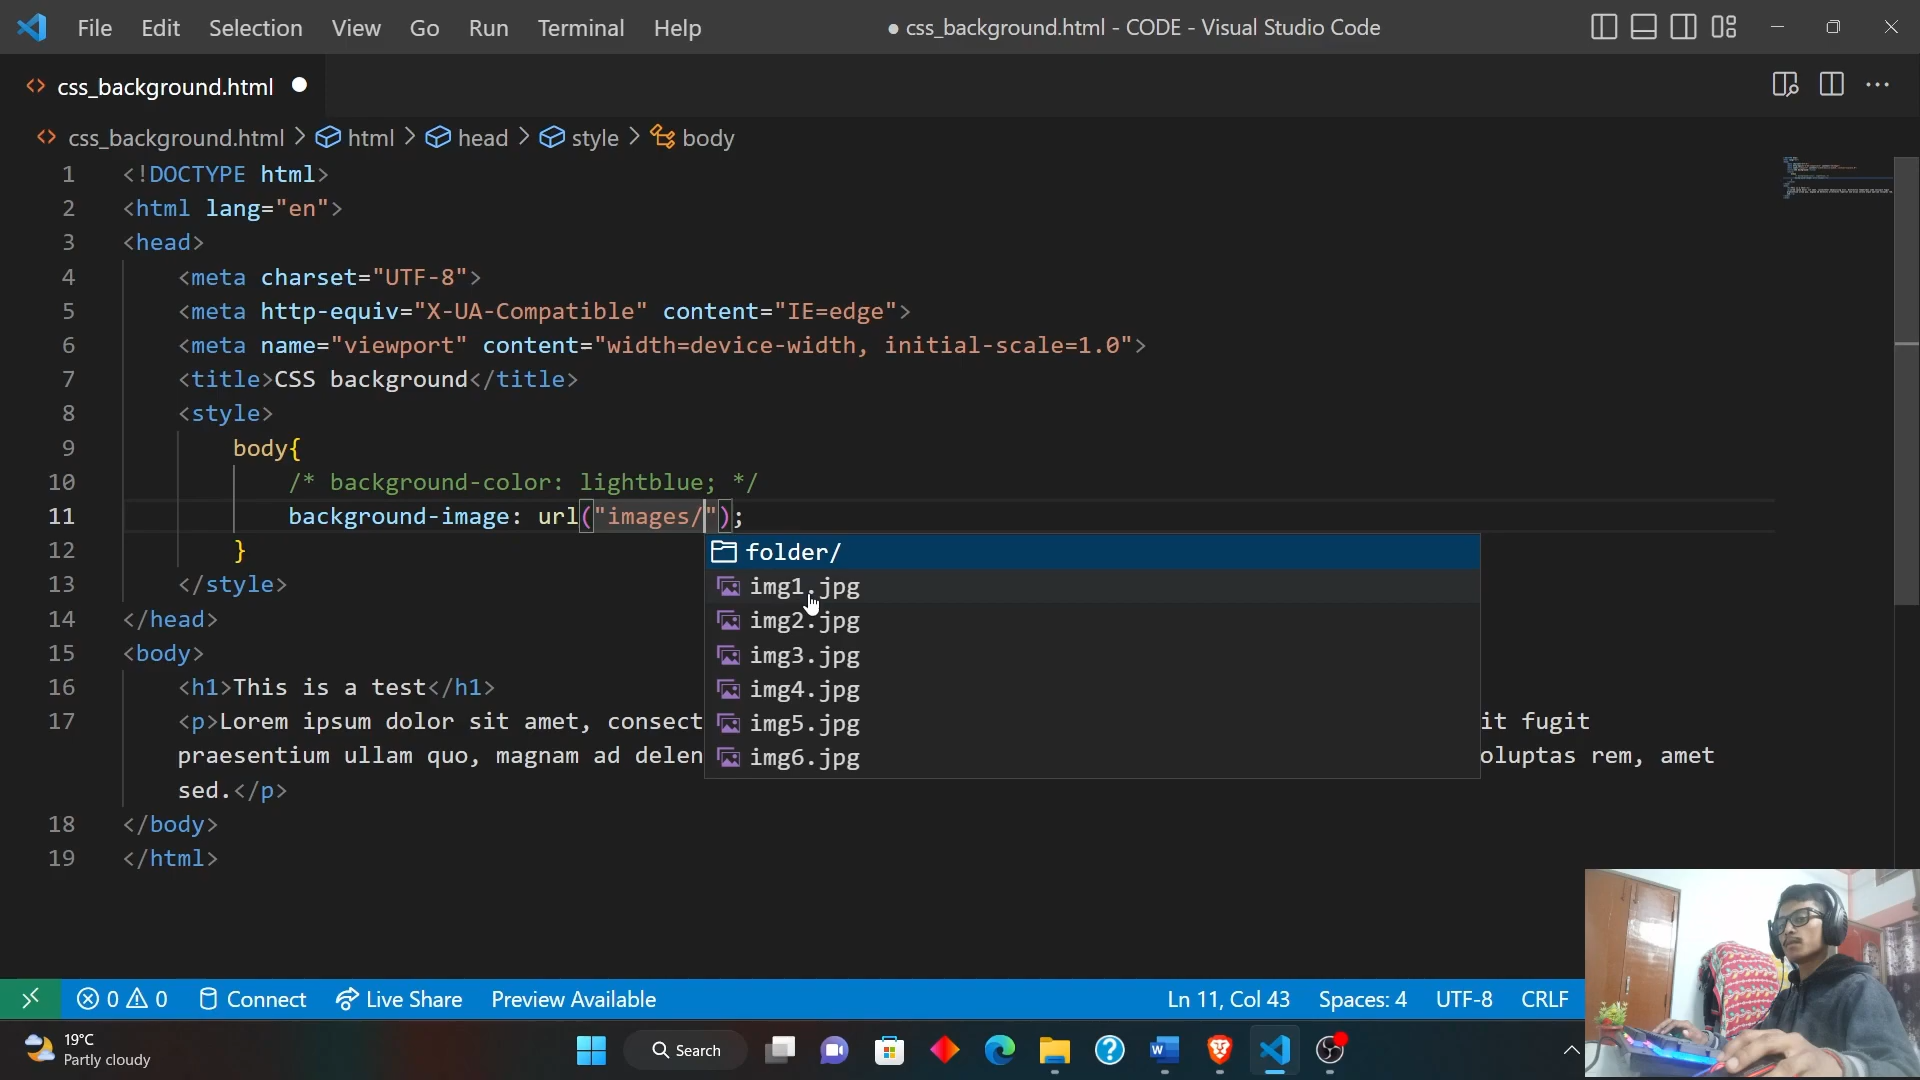 File Edit Selection View Go Run Terminal Help ● css_background.html - CODE - Visual Studio Code
<> css_background.html ●
<> css_background.html > html > head > style > body
1 <!DOCTYPE html>
2 <html lang="en">
3 <head>
4 <meta charset="UTF-8">
5 <meta http-equiv="X-UA-Compatible" content="IE=edge">
6 <meta name="viewport" content="width=device-width, initial-scale=1.0">
7 <title>CSS background</title>
8 <style>
9 body{
10 /* background-color: lightblue; */
11 background-image: url("images/");
12 }
folder/
img1.jpg
img2.jpg
img3.jpg
img4.jpg
img5.jpg
img6.jpg
13 </style>
14 </head>
15 <body>
16 <h1>This is a test</h1>
17 <p>Lorem ipsum dolor sit amet, consect it fugit
praesentium ullam quo, magnam ad delen oluptas rem, amet
sed.</p>
18 </body>
19 </html>
0 0 Connect Live Share Preview Available Ln 11, Col 43 Spaces: 4 UTF-8 CRLF
19°C
Partly cloudy
Search